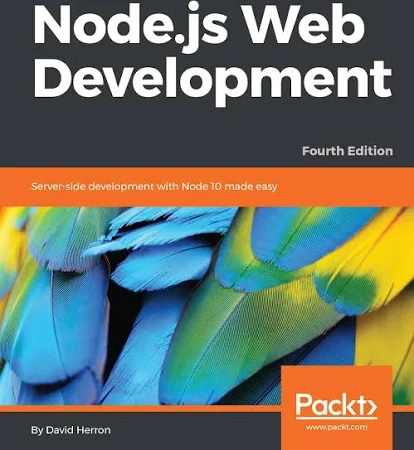 Node.js Web
Development
Fourth Edition
Server-side development with Node 10 made easy
By David Herron
Packt>
www.packt.com